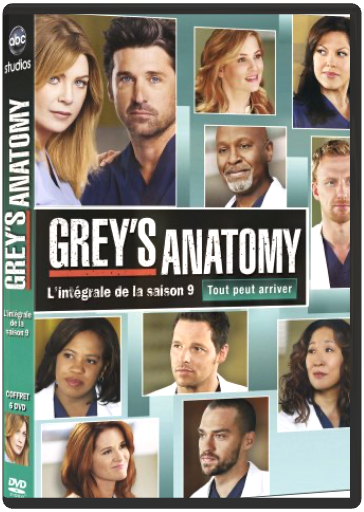 abc
studios
GREY'S ANATOMY
L'intégrale
de la
saison 9
COFFRET
6 DVD
DVD
VIDEO
GREY'S ANATOMY
L'intégrale de la saison 9 Tout peut arriver